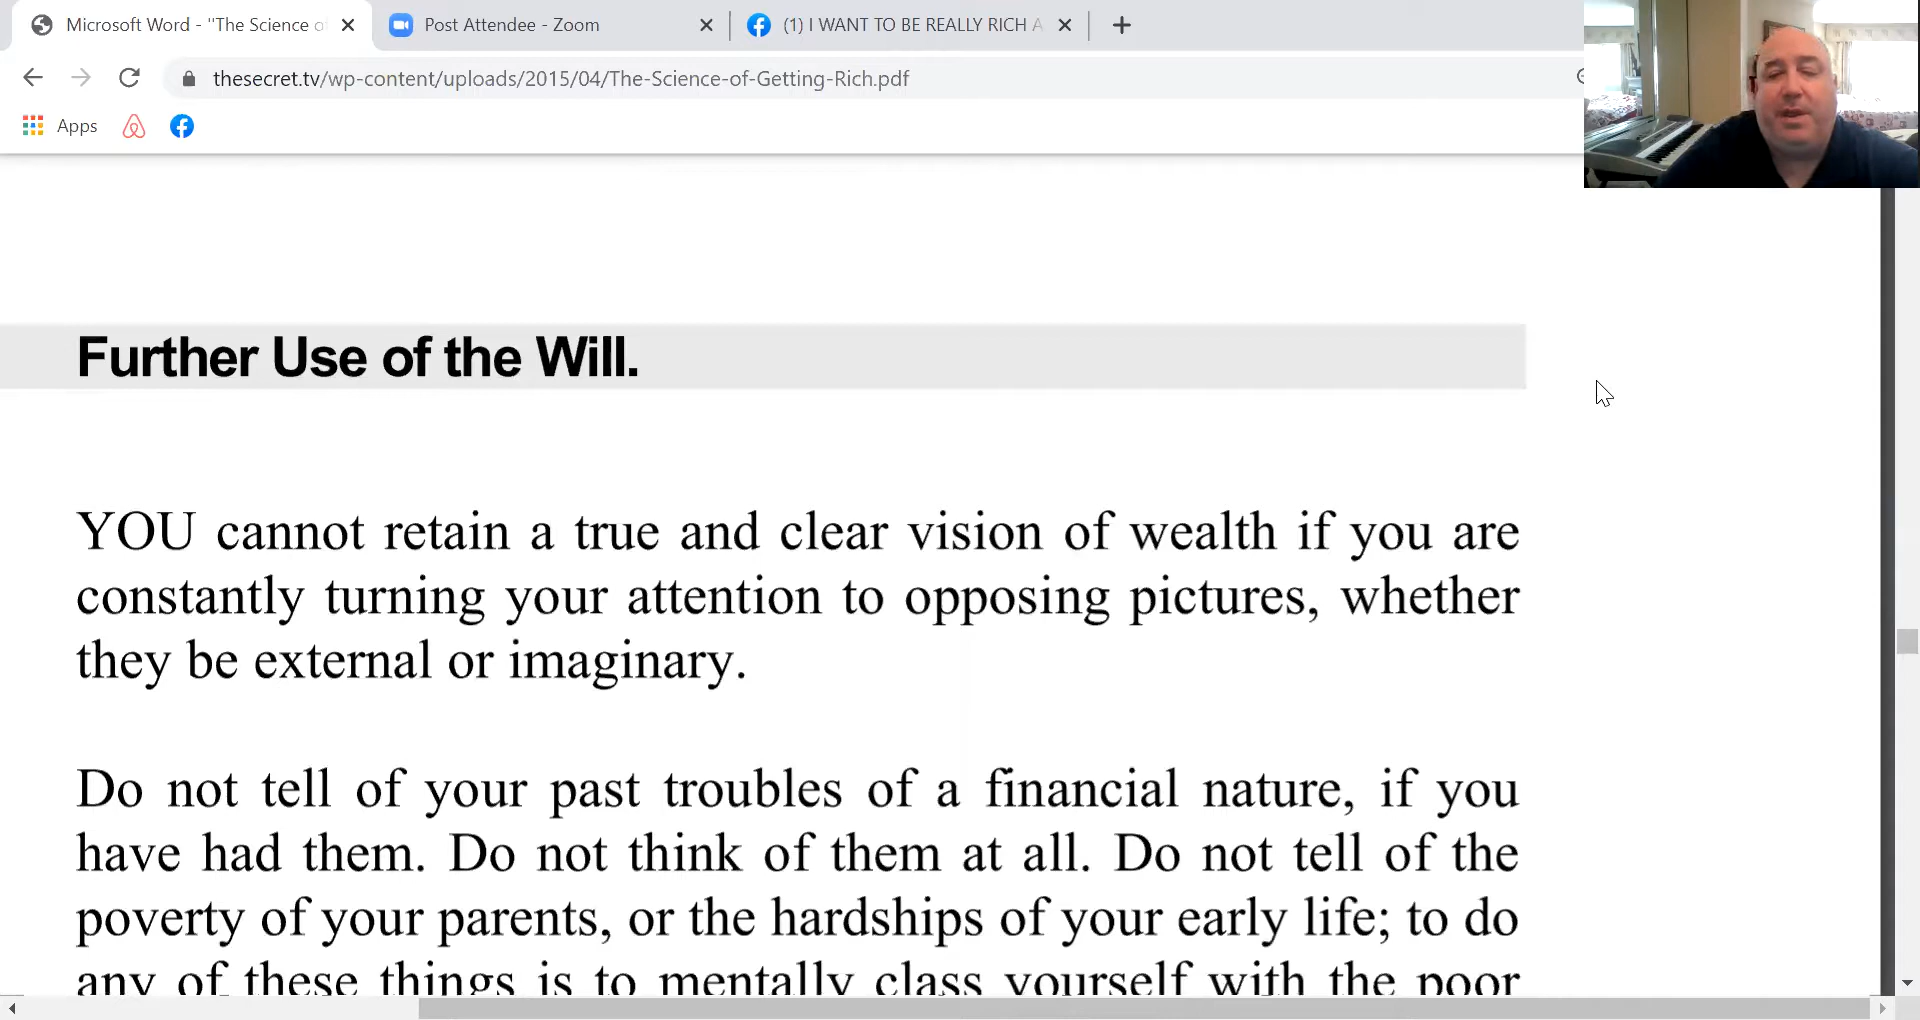 Microsoft Word - "The Science o
Post Attendee - Zoom
(1) I WANT TO BE REALLY RICH A
thesecret.tv/wp-content/uploads/2015/04/The-Science-of-Getting-Rich.pdf
Apps
Further Use of the Will.
YOU cannot retain a true and clear vision of wealth if you are
constantly turning your attention to opposing pictures, whether
they be external or imaginary.
Do not tell of your past troubles of a financial nature, if you
have had them. Do not think of them at all. Do not tell of the
poverty of your parents, or the hardships of your early life; to do
any of these things is to mentally class yourself with the poor